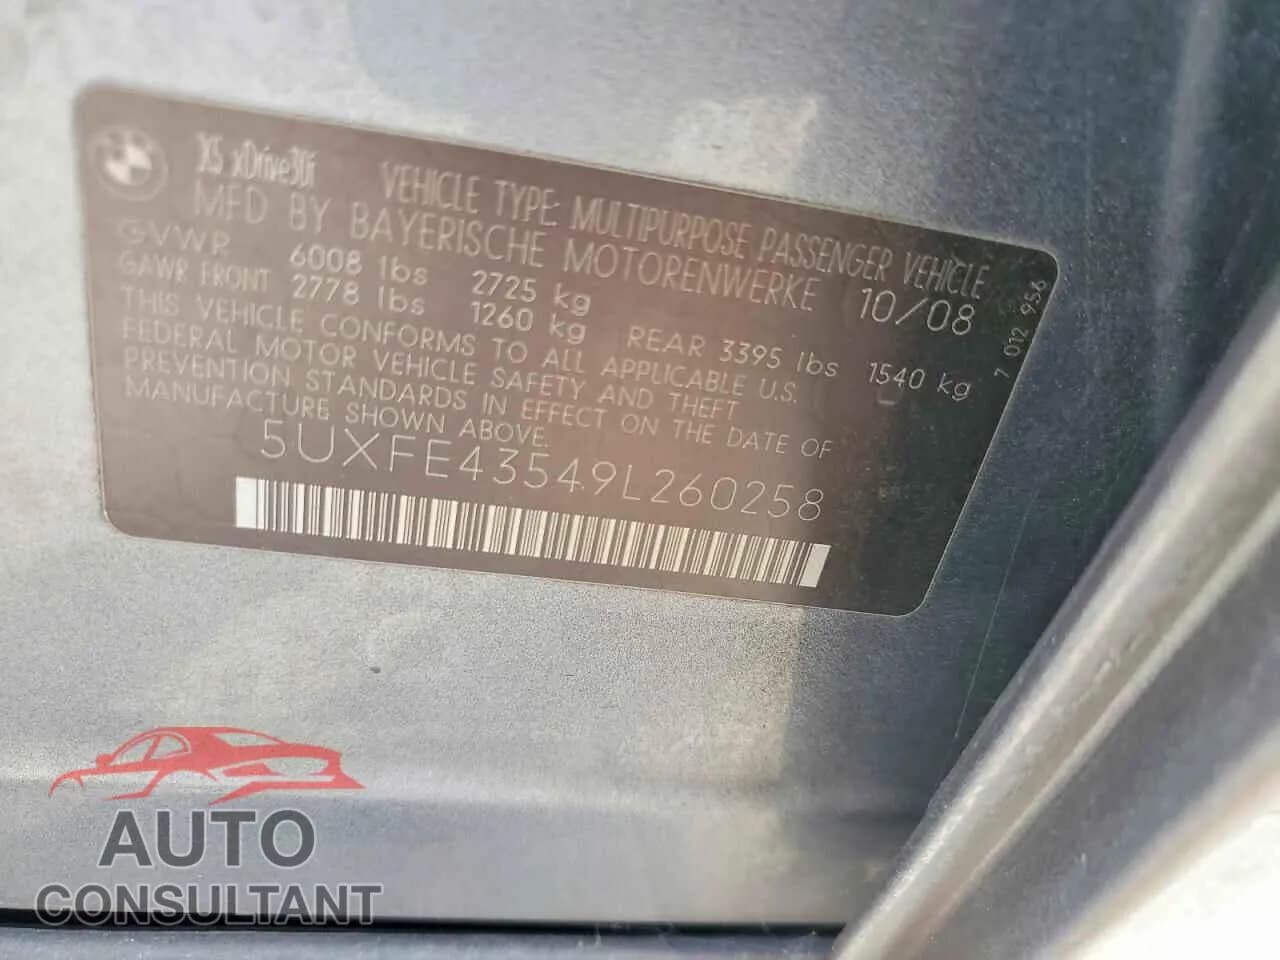 X5 xDrive30i VEHICLE TYPE: MULTIPURPOSE PASSENGER VEHICLE
MFD BY BAYERISCHE MOTORENWERKE 10/08
GVWR 6008 lbs 2725 kg
GAWR FRONT 2778 lbs 1260 kg REAR 3395 lbs 1540 kg
THIS VEHICLE CONFORMS TO ALL APPLICABLE U.S.
FEDERAL MOTOR VEHICLE SAFETY AND THEFT
PREVENTION STANDARDS IN EFFECT ON THE DATE OF
MANUFACTURE SHOWN ABOVE.
5UXFE43549L260258
7 012 956
AUTO
CONSULTANT